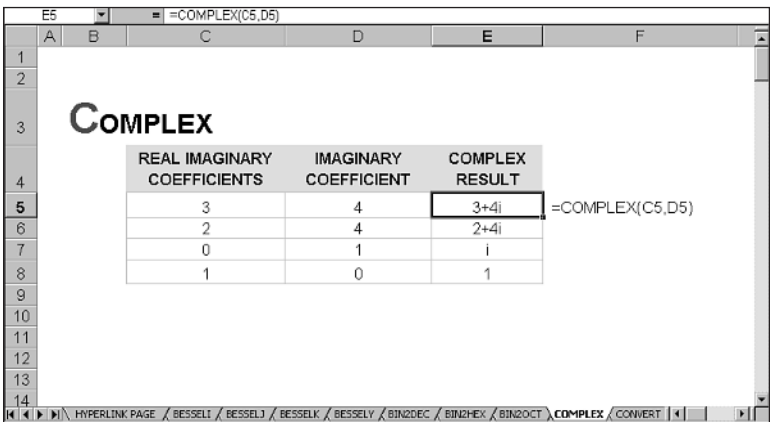 E5 = =COMPLEX(C5,D5)
A B C D E F
1
2
3 COMPLEX
REAL IMAGINARY IMAGINARY COMPLEX
4 COEFFICIENTS COEFFICIENT RESULT
5 3 4 3+4i =COMPLEX(C5,D5)
6 2 4 2+4i
7 0 1 i
8 1 0 1
9
10
11
12
13
14
HYPERLINK PAGE BESSELI BESSELJ BESSELK BESSELY BIN2DEC BIN2HEX BIN2OCT COMPLEX CONVERT